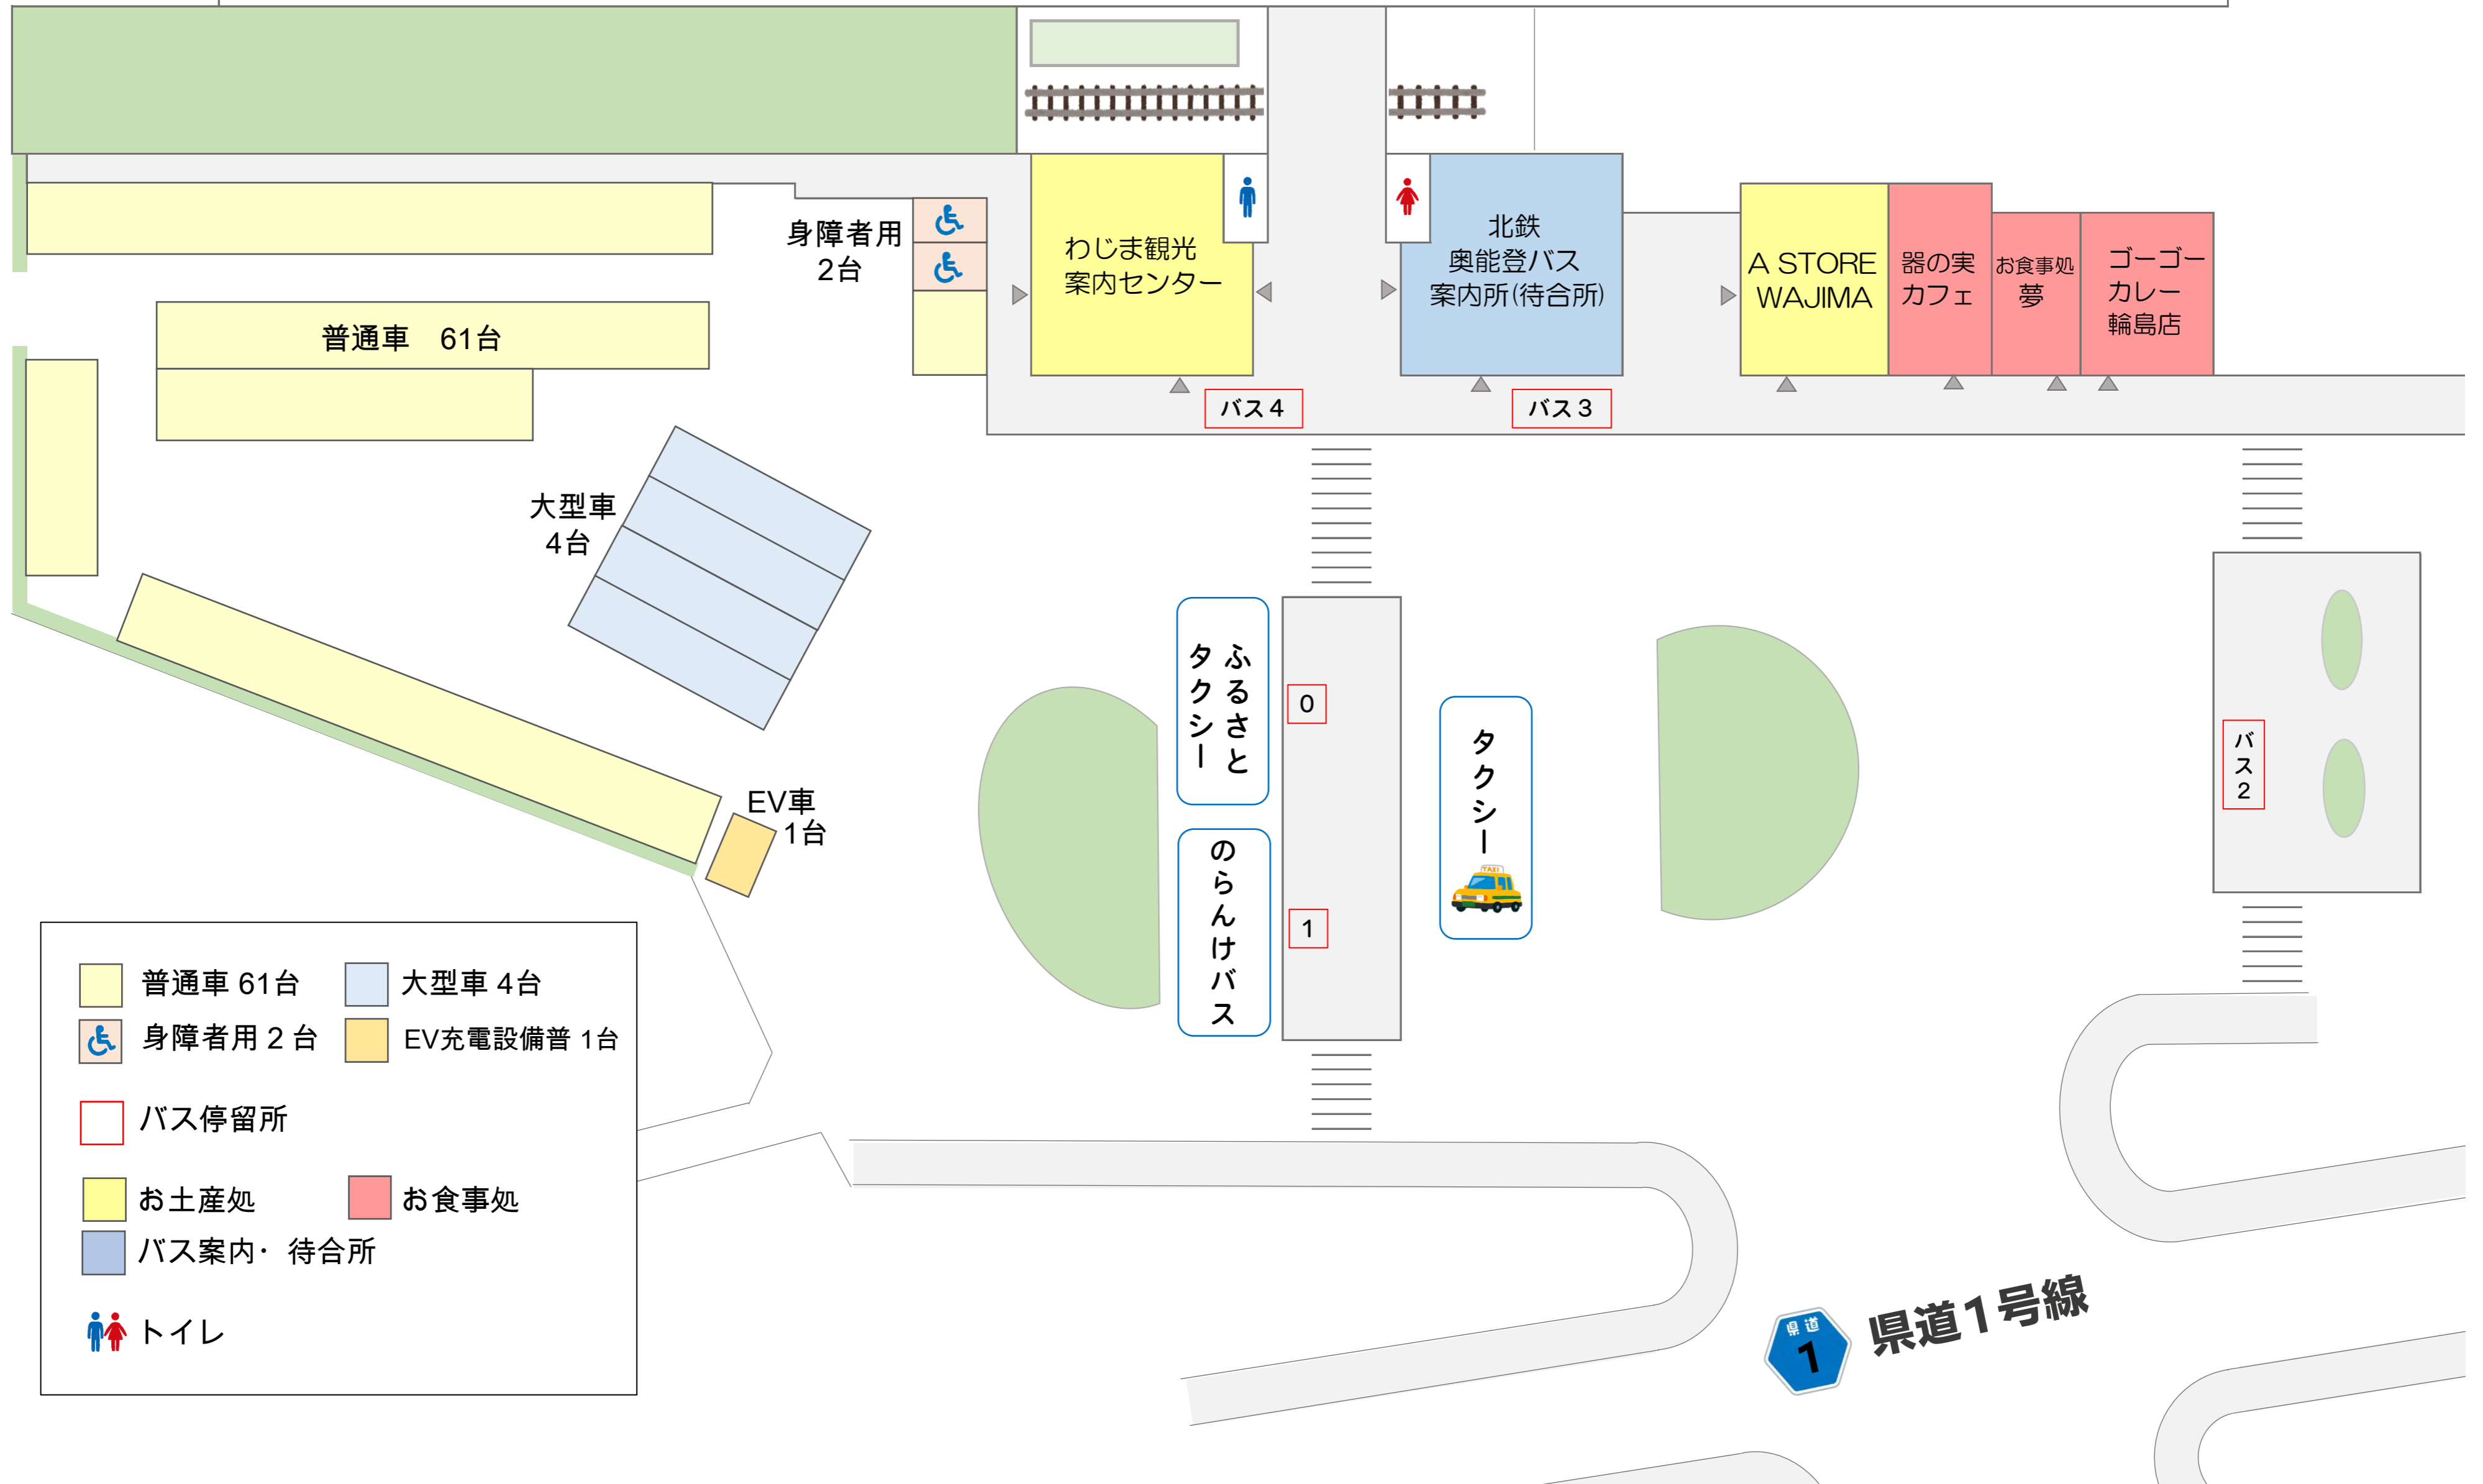 身障者用
2台
わじま観光
案内センター
北鉄
奥能登バス
案内所(待合所)
A STORE
WAJIMA
器の実
カフェ
お食事処
夢
ゴーゴー
カレー
輪島店
普通車　61台
バス4
バス3
大型車
4台
ふるさと
タクシー
0
タクシー
TAXI
バス2
EV車
1台
のらんけバス
1
普通車 61台
大型車 4台
身障者用 2 台
EV充電設備普 1台
バス停留所
お土産処
お食事処
バス案内・待合所
トイレ
県道
1
県道1号線